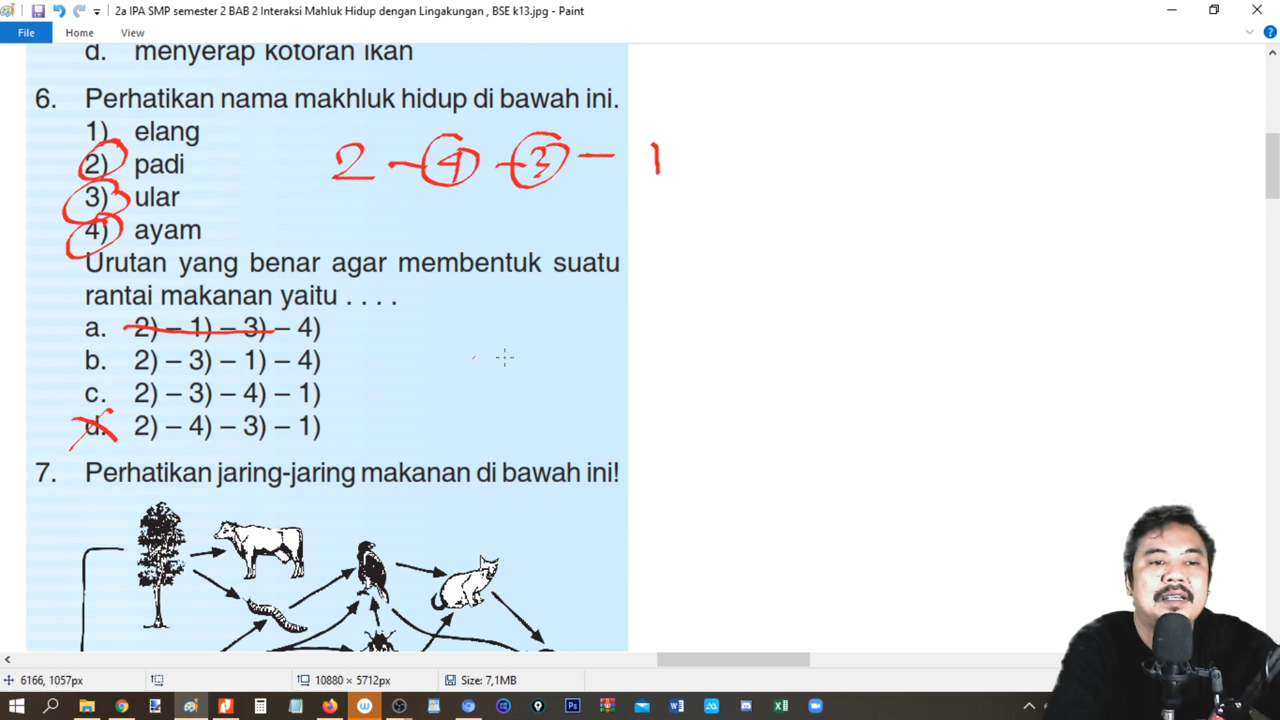 2a IPA SMP semester 2 BAB 2 Interaksi Mahluk Hidup dengan Lingakungan , BSE k13.jpg - Paint
File Home View
d. menyerap kotoran ikan
6. Perhatikan nama makhluk hidup di bawah ini.
1) elang
2) padi
3) ular
4) ayam
2 – 4 – 3 – 1
Urutan yang benar agar membentuk suatu
rantai makanan yaitu . . . .
a. 2) – 1) – 3) – 4)
b. 2) – 3) – 1) – 4)
c. 2) – 3) – 4) – 1)
d. 2) – 4) – 3) – 1)
7. Perhatikan jaring-jaring makanan di bawah ini!
6166, 1057px 10880 × 5712px Size: 7,1MB